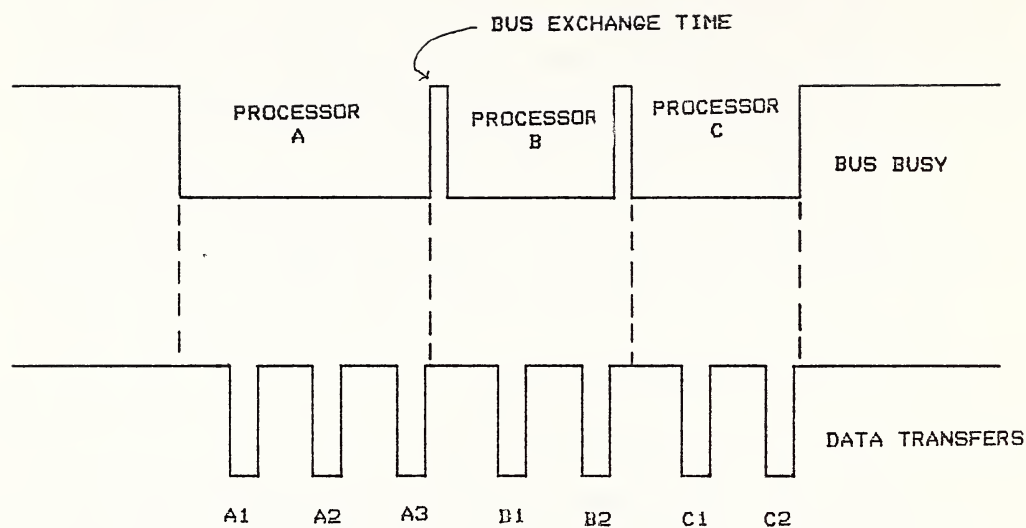 BUS EXCHANGE TIME
PROCESSOR
A
PROCESSOR
B
PROCESSOR
C
BUS BUSY
DATA TRANSFERS
A1 A2 A3 B1 B2 C1 C2